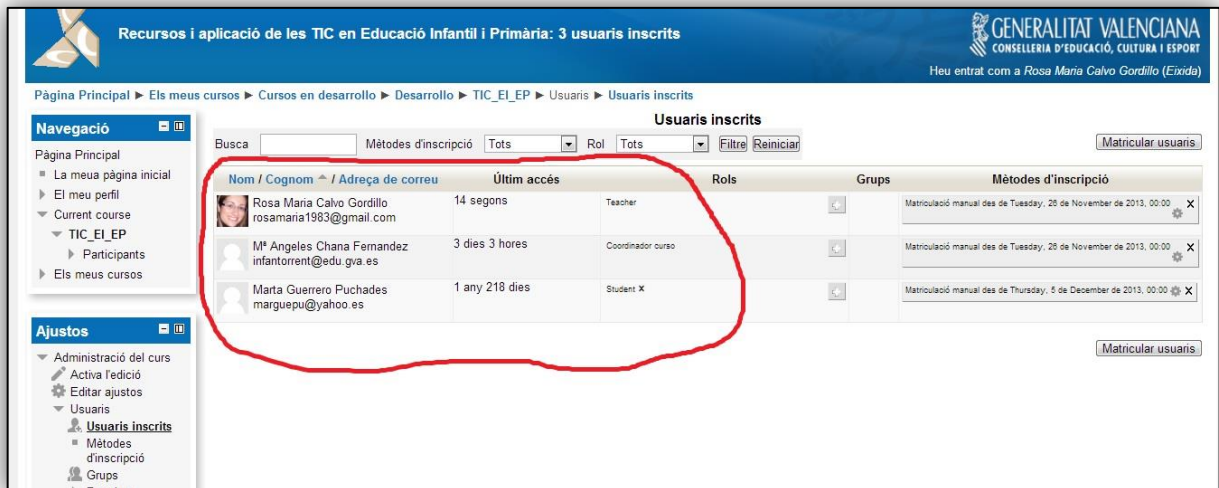 Recursos i aplicació de les TIC en Educació Infantil i Primària: 3 usuaris inscrits
GENERALITAT VALENCIANA
CONSELLERIA D'EDUCACIÓ, CULTURA I ESPORT
Heu entrat com a Rosa Maria Calvo Gordillo (Eixida)
Pàgina Principal ► Els meus cursos ► Cursos en desarrollo ► Desarrollo ► TIC_EI_EP ► Usuaris ► Usuaris inscrits
Navegació
Pàgina Principal
La meua pàgina inicial
El meu perfil
Current course
TIC_EI_EP
Participants
Els meus cursos
Ajustos
Administració del curs
Activa l'edició
Editar ajustos
Usuaris
Usuaris inscrits
Mètodes
d'inscripció
Grups
Usuaris inscrits
Busca Mètodes d'inscripció Tots Rol Tots Filtre Reiniciar
Matricular usuaris
Nom / Cognom / Adreça de correu Últim accés Rols Grups Mètodes d'inscripció
Rosa Maria Calvo Gordillo 14 segons Teacher Matriculació manual des de Tuesday, 26 de November de 2013, 00:00 X
rosamaria1983@gmail.com
Mª Angeles Chana Fernandez 3 dies 3 hores Coordinador curso Matriculació manual des de Tuesday, 26 de November de 2013, 00:00 X
infantorrent@edu.gva.es
Marta Guerrero Puchades 1 any 218 dies Student X Matriculació manual des de Thursday, 5 de December de 2013, 00:00 X
marguepu@yahoo.es
Matricular usuaris